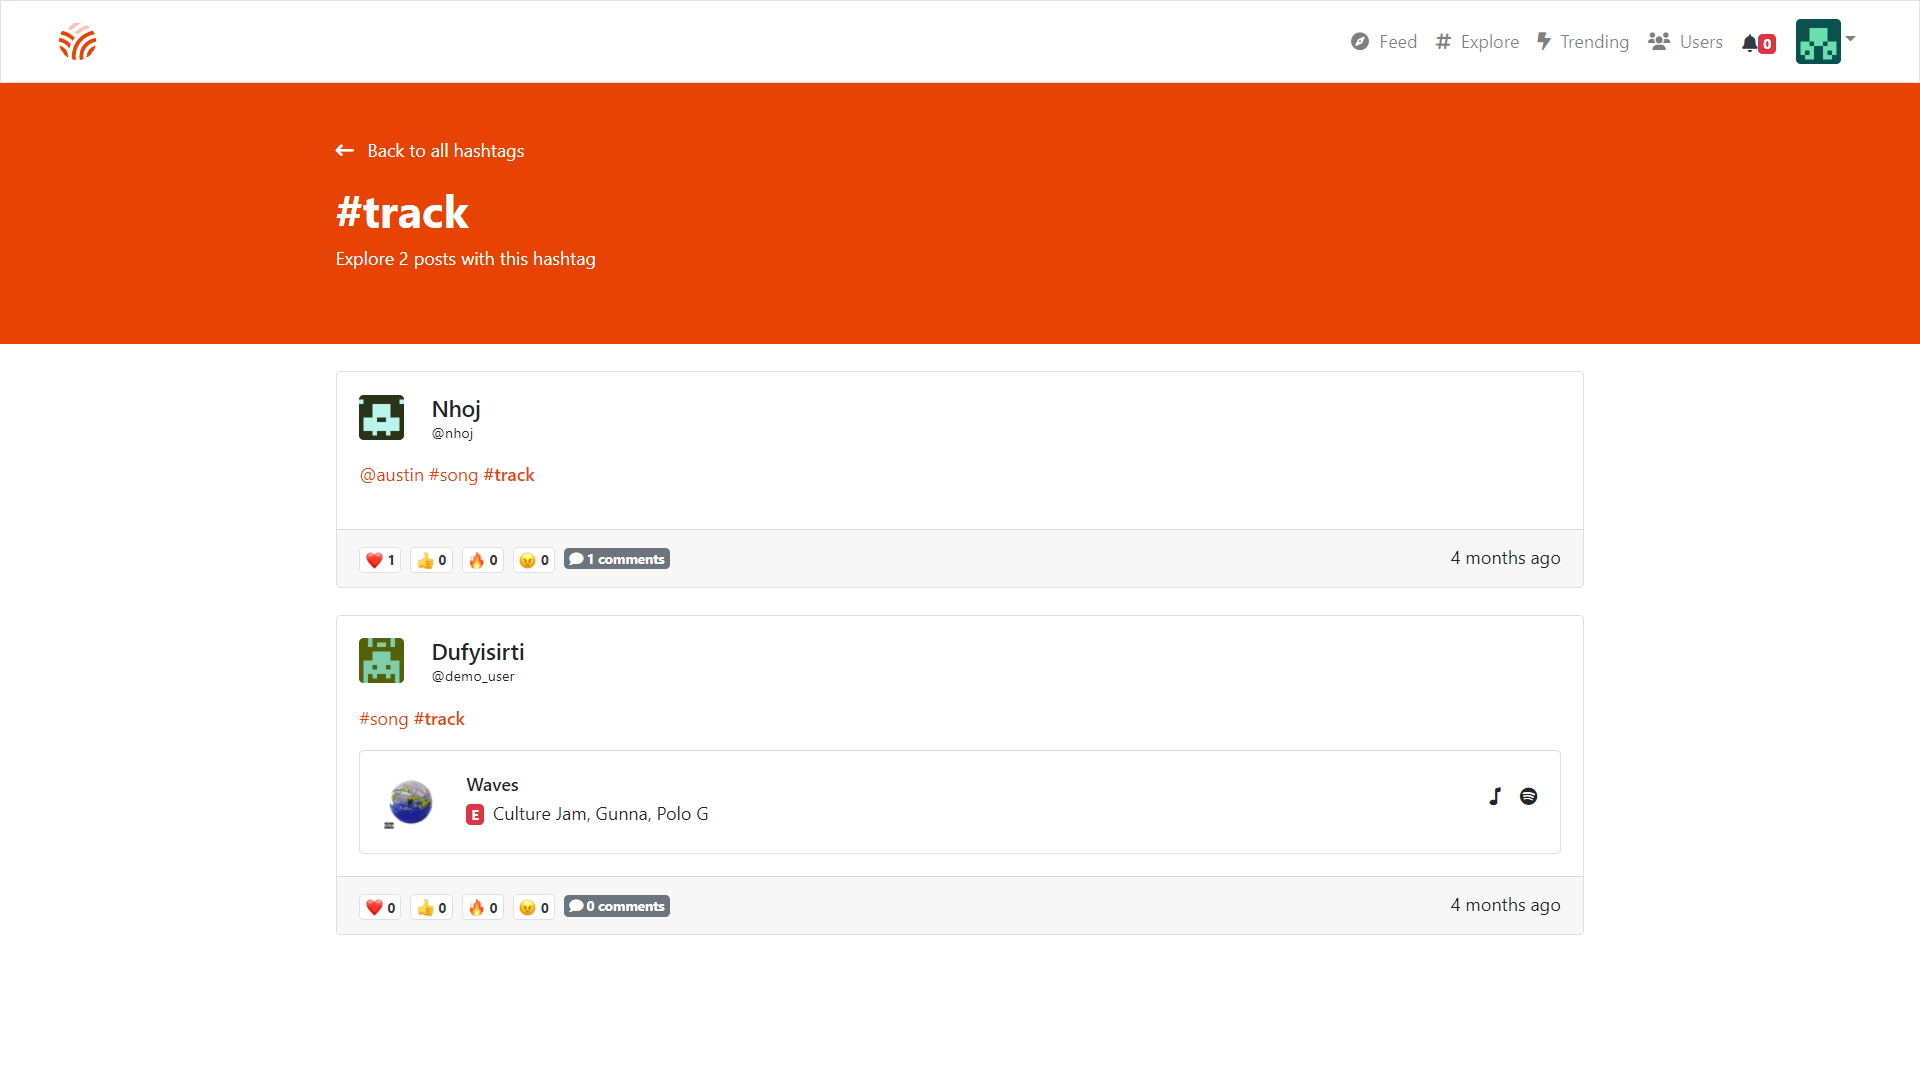 Feed Explore Trending Users 0
Back to all hashtags
#track
Explore 2 posts with this hashtag
Nhoj
@nhoj
@austin #song #track
1 0 0 0 1 comments 4 months ago
Dufyisirti
@demo_user
#song #track
Waves
E Culture Jam, Gunna, Polo G
0 0 0 0 0 comments 4 months ago